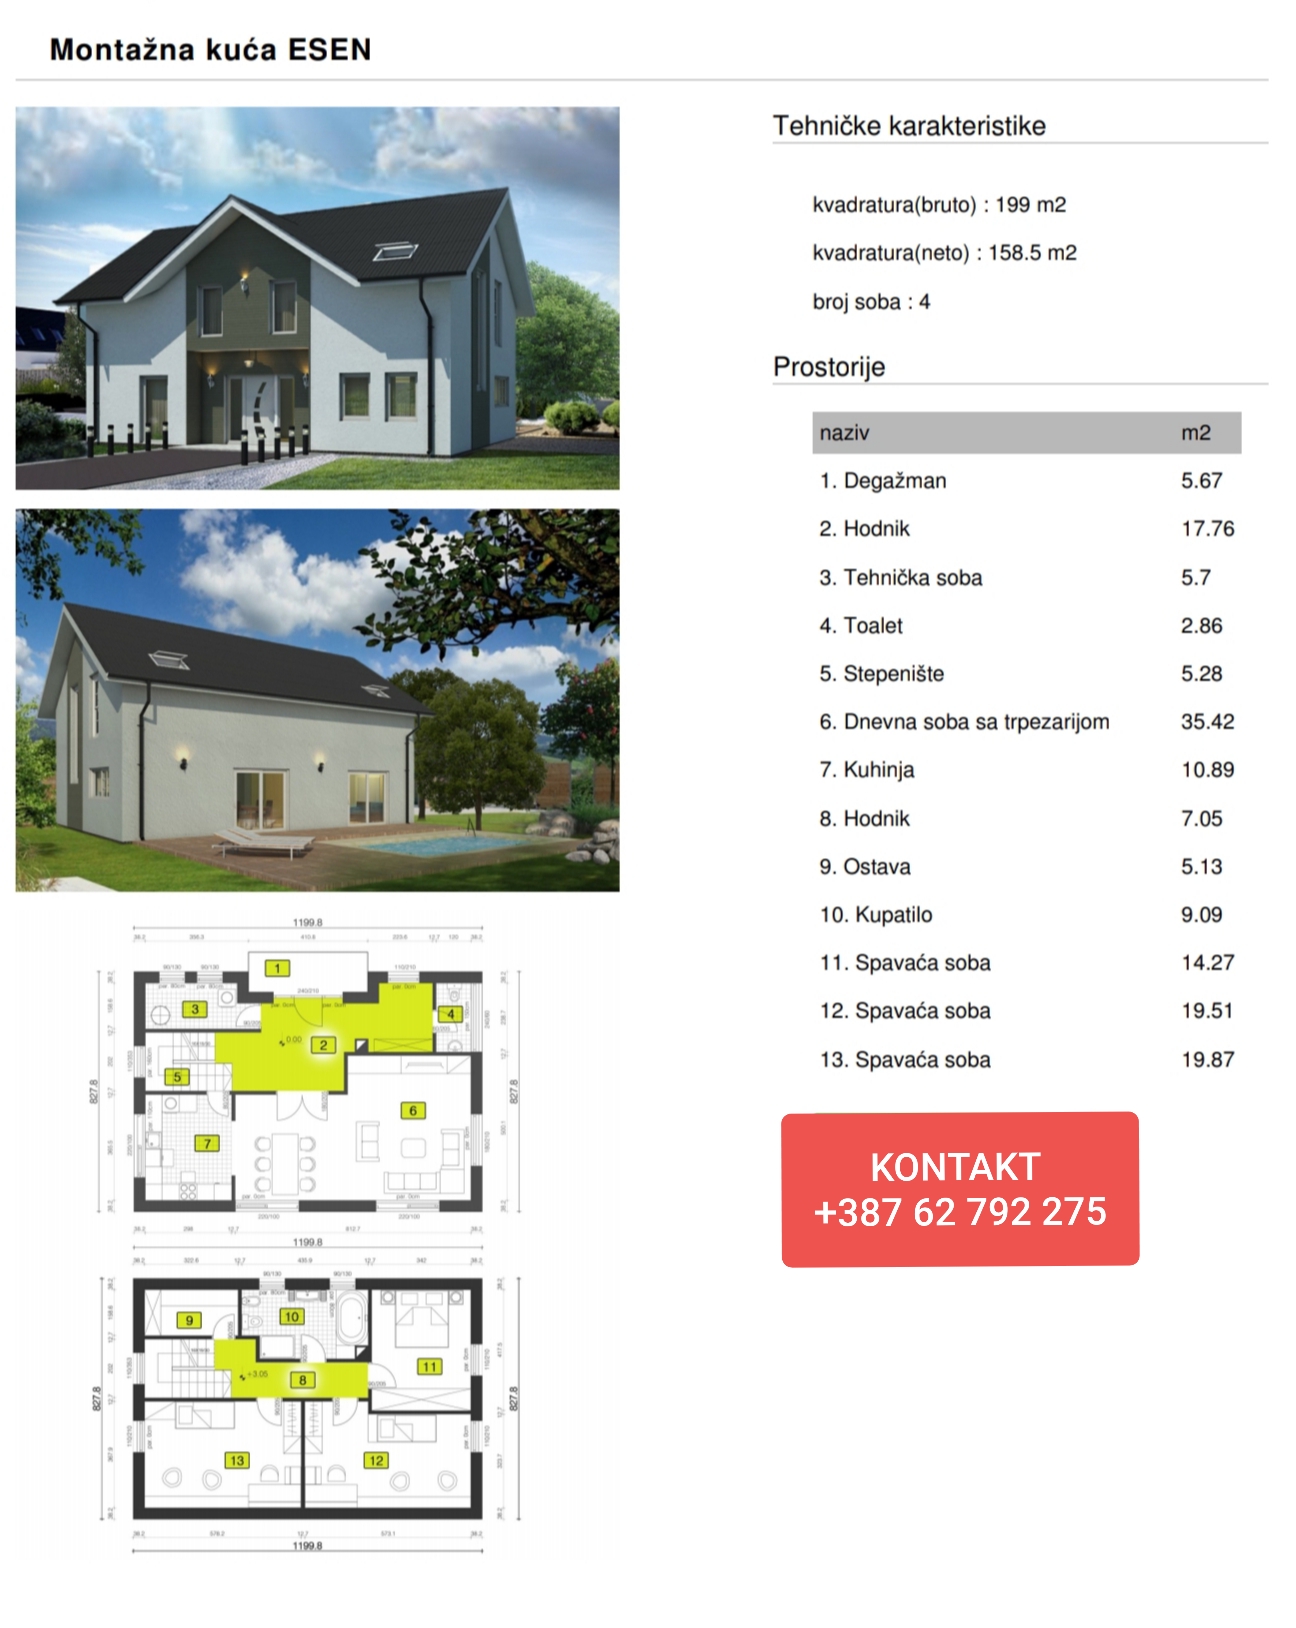 Montažna kuća ESEN
Tehničke karakteristike
kvadratura(bruto) : 199 m2
kvadratura(neto) : 158.5 m2
broj soba : 4
Prostorije
naziv m2
1. Degažman 5.67
2. Hodnik 17.76
3. Tehnička soba 5.7
4. Toalet 2.86
5. Stepenište 5.28
6. Dnevna soba sa trpezarijom 35.42
7. Kuhinja 10.89
8. Hodnik 7.05
9. Ostava 5.13
10. Kupatilo 9.09
11. Spavaća soba 14.27
12. Spavaća soba 19.51
13. Spavaća soba 19.87
KONTAKT
+387 62 792 275
1199.8
1
3
4
0.00
2
5
827.8
827.8
6
7
1199.8
9
10
11
+3.05
8
827.8
827.8
13
12
1199.8